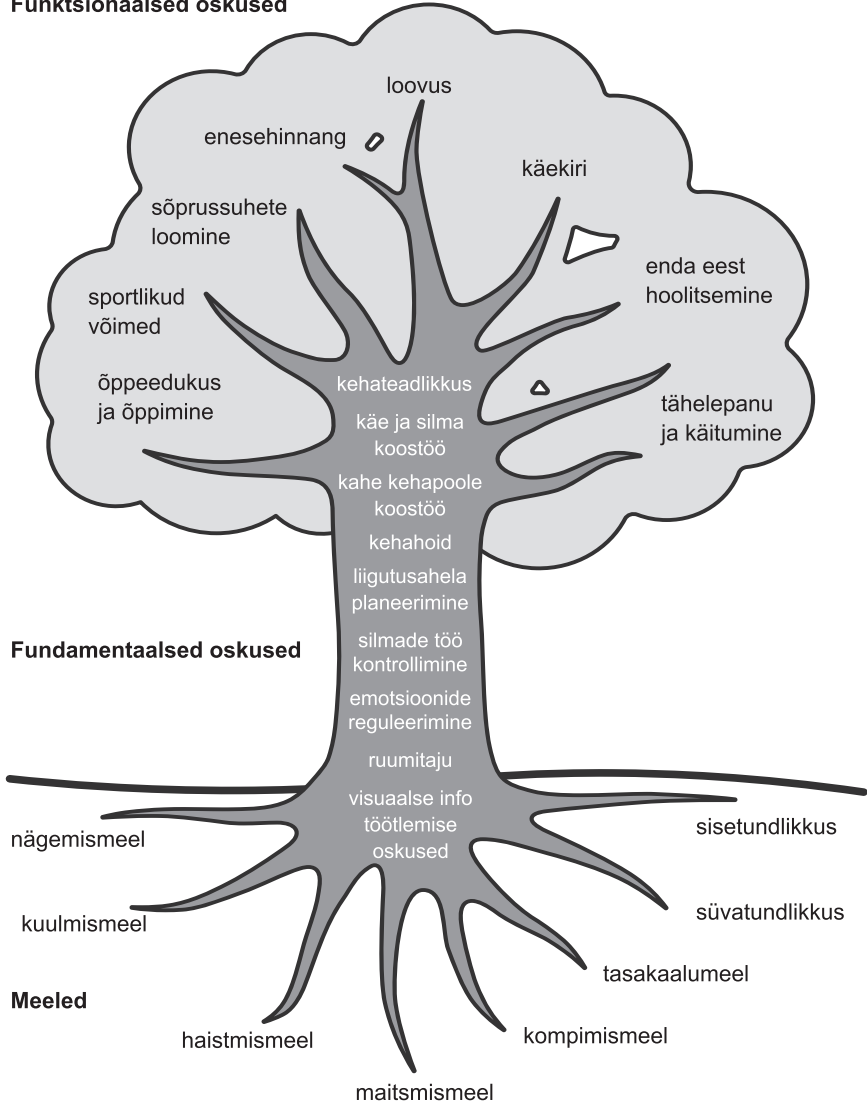 Funktsionaalsed oskused
loovus
enesehinnang
käekiri
sõprussuhete
loomine
enda eest
hoolitsemine
sportlikud
võimed
õppeedukus
ja õppimine
tähelepanu
ja käitumine
kehateadlikkus
käe ja silma
koostöö
kahe kehapoole
koostöö
kehahoid
liigutusahela
planeerimine
Fundamentaalsed oskused
silmade töö
kontrollimine
emotsioonide
reguleerimine
ruumitaju
visuaalse info
töötlemise
oskused
nägemismeel
sisetundlikkus
kuulmismeel
süvatundlikkus
tasakaalumeel
Meeled
haistmismeel
kompimismeel
maitsmismeel